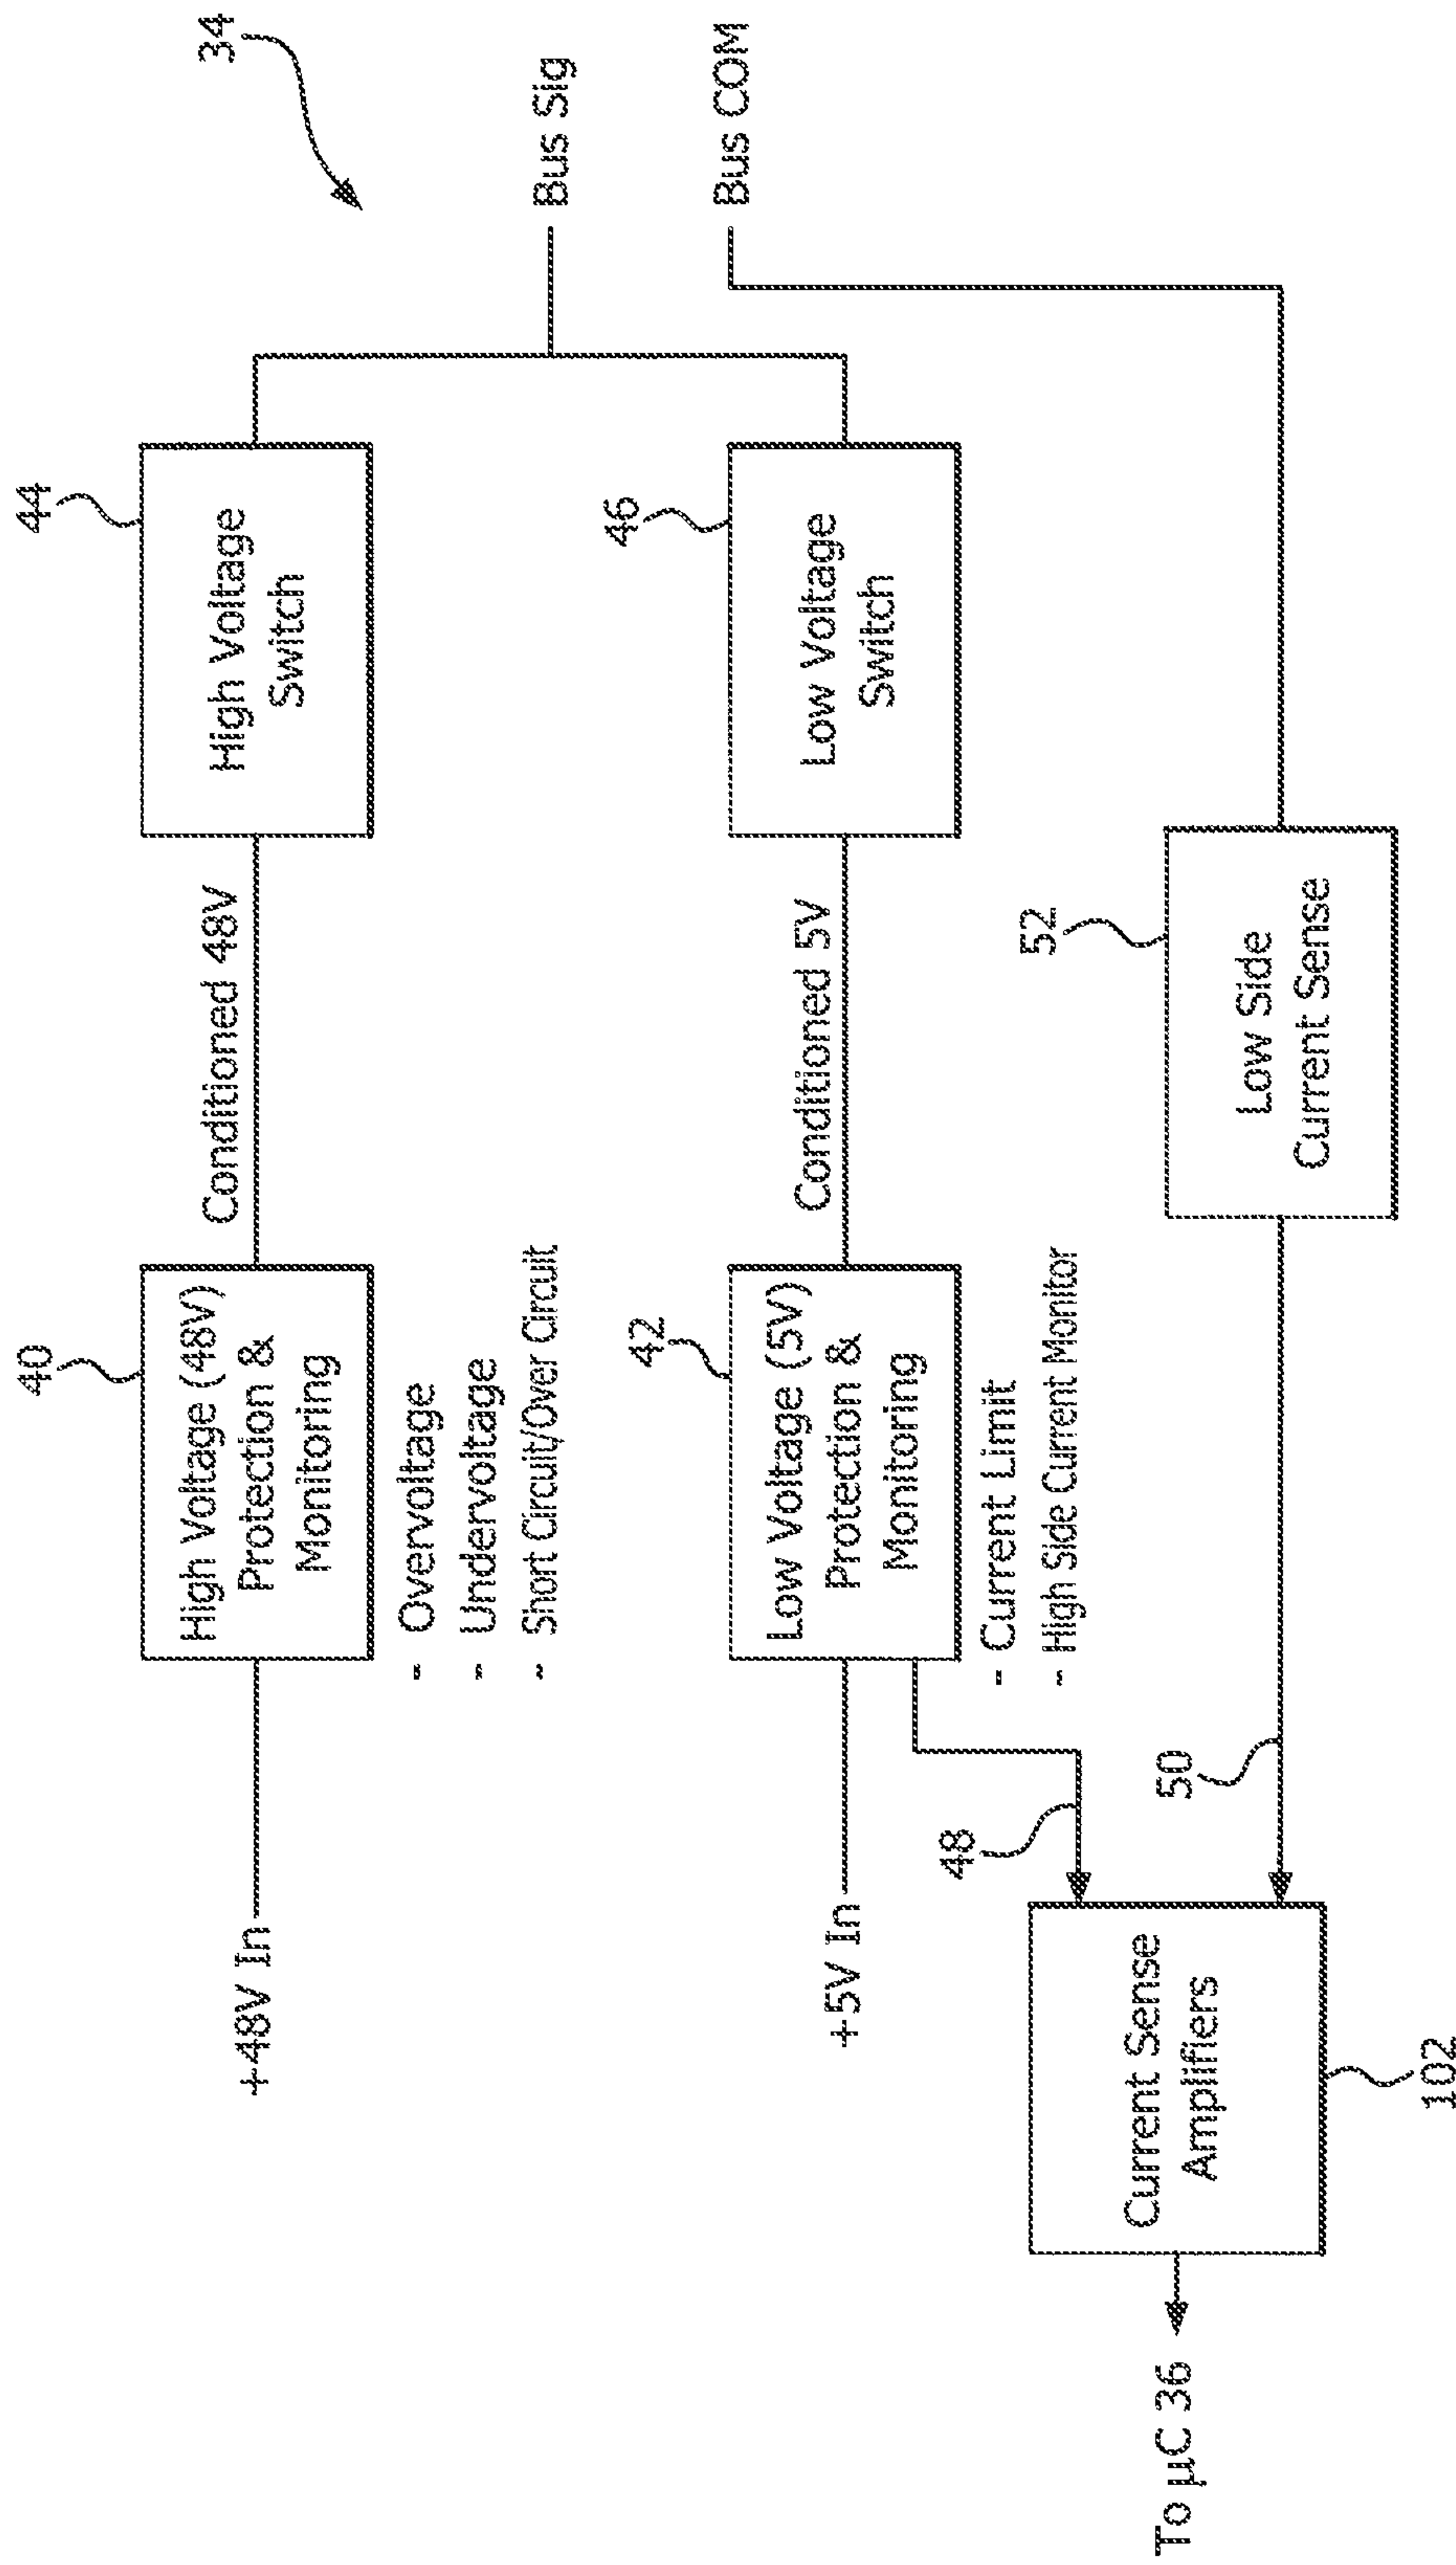 34
40
44
+48V In
High Voltage (48V)
Protection &
Monitoring
Conditioned 48V
High Voltage
Switch
- Overvoltage
- Undervoltage
- Short Circuit/Over Circuit
Bus Sig
42
46
+5V In
Low Voltage (5V)
Protection &
Monitoring
Conditioned 5V
Low Voltage
Switch
Bus COM
- Current Limit
- High Side Current Monitor
48
50
52
Low Side
Current Sense
Current Sense
Amplifiers
To μC 36
102